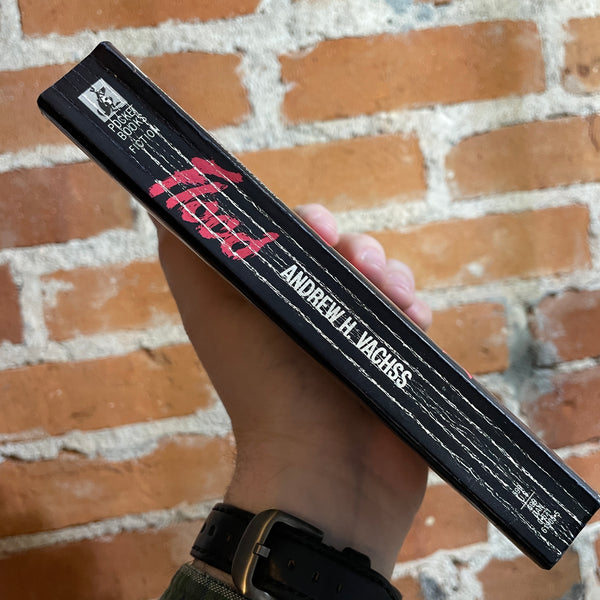 POCKET
BOOKS
FICTION
Flood
ANDREW H. VACHSS